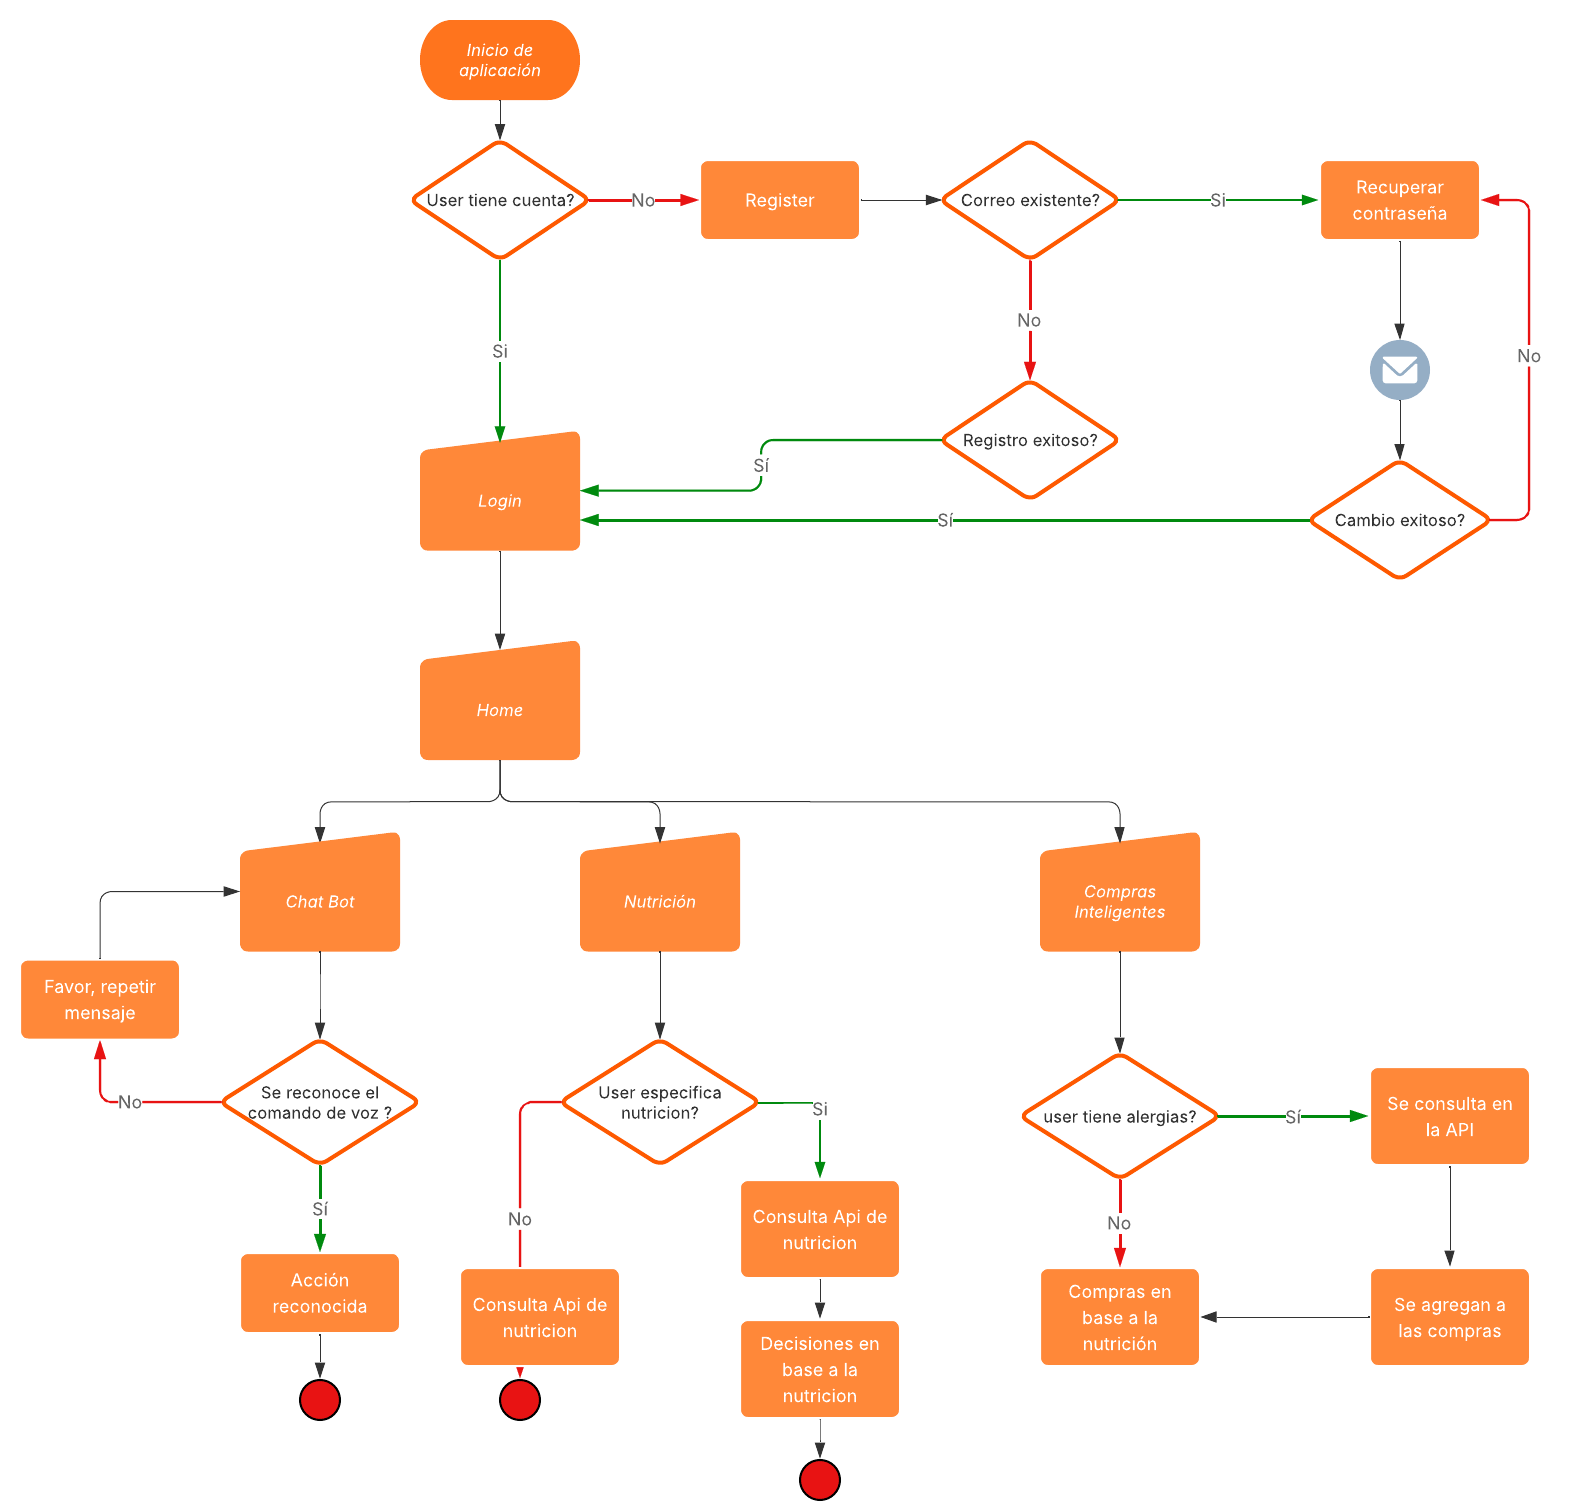 Inicio de
aplicación
User tiene cuenta?
No
Register
Correo existente?
Si
Recuperar
contraseña
No
Si
No
Registro exitoso?
Sí
Login
Sí
Cambio exitoso?
Home
Chat Bot
Nutrición
Compras
Inteligentes
Favor, repetir
mensaje
Se reconoce el
comando de voz ?
No
Sí
Acción
reconocida
User especifica
nutricion?
No
Si
Consulta Api de
nutricion
Consulta Api de
nutricion
Decisiones en
base a la
nutricion
user tiene alergias?
Sí
Se consulta en
la API
No
Compras en
base a la
nutrición
Se agregan a
las compras